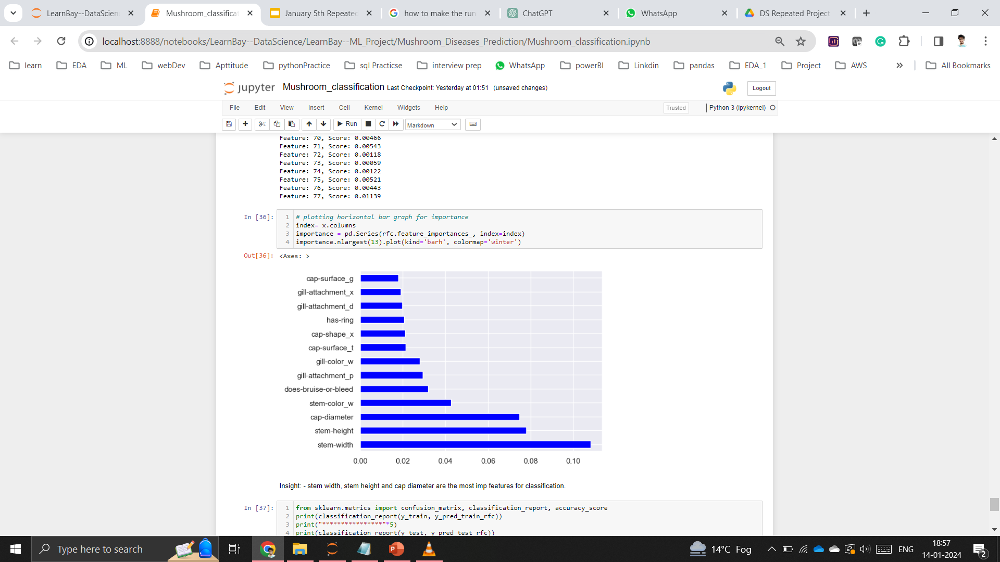 LearnBay--DataScien
Mushroom_classificat
January 5th Repeated
how to make the run
ChatGPT
WhatsApp
DS Repeated Project
localhost:8888/notebooks/LearnBay--DataScience/LearnBay--ML_Project/Mushroom_Diseases_Prediction/Mushroom_classification.ipynb
learn EDA ML webDev Apttitude pythonPractice sql Practicse interview prep WhatsApp powerBI Linkdin pandas EDA_1 Project AWS All Bookmarks
jupyter Mushroom_classification Last Checkpoint: Yesterday at 01:51 (unsaved changes) Logout
File Edit View Insert Cell Kernel Widgets Help Trusted Python 3 (ipykernel)
Run Markdown
Feature: 70, Score: 0.00466
Feature: 71, Score: 0.00543
Feature: 72, Score: 0.00118
Feature: 73, Score: 0.00059
Feature: 74, Score: 0.00122
Feature: 75, Score: 0.00521
Feature: 76, Score: 0.00443
Feature: 77, Score: 0.01139
In [36]:
1 # plotting horizontal bar graph for importance
2 index= x.columns
3 importance = pd.Series(rfc.feature_importances_, index=index)
4 importance.nlargest(13).plot(kind='barh', colormap='winter')
Out[36]: <Axes: >
cap-surface_g
gill-attachment_x
gill-attachment_d
has-ring
cap-shape_x
cap-surface_t
gill-color_w
gill-attachment_p
does-bruise-or-bleed
stem-color_w
cap-diameter
stem-height
stem-width
0.00 0.02 0.04 0.06 0.08 0.10
Insight: - stem width, stem height and cap diameter are the most imp features for classification.
In [37]:
1 from sklearn.metrics import confusion_matrix, classification_report, accuracy_score
2 print(classification_report(y_train, y_pred_train_rfc))
3 print("****************"*5)
4 print(classification_report(y_test, y_pred_test_rfc))
Type here to search
14°C Fog
ENG
18:57
14-01-2024
2